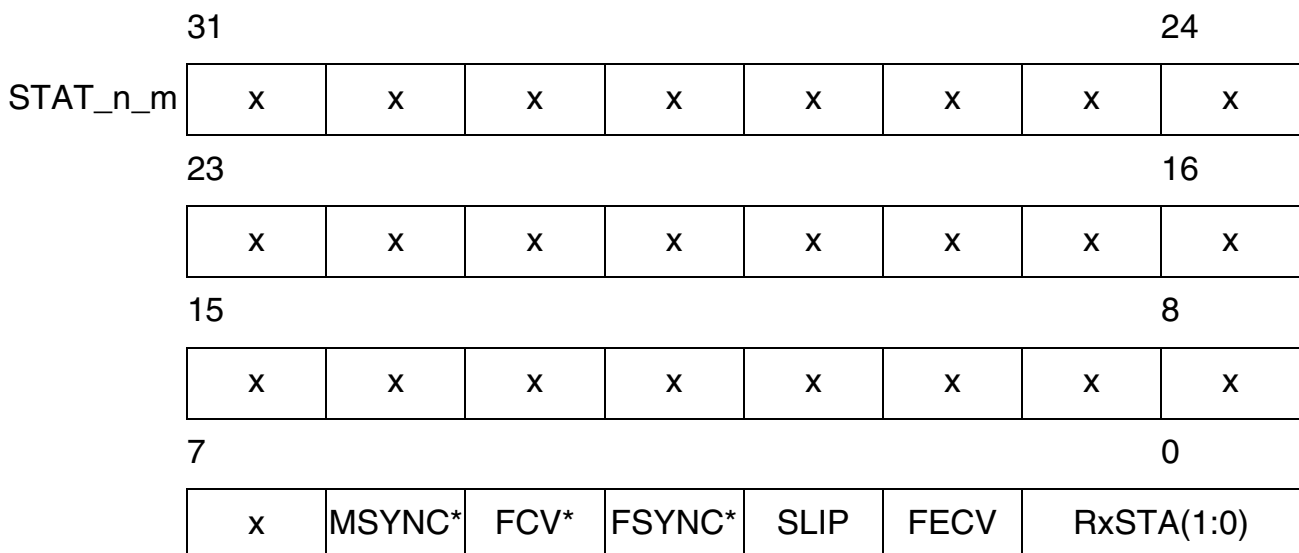 31 24
STAT_n_m x x x x x x x x
23 16
x x x x x x x x
15 8
x x x x x x x x
7 0
x MSYNC* FCV* FSYNC* SLIP FECV RxSTA(1:0)